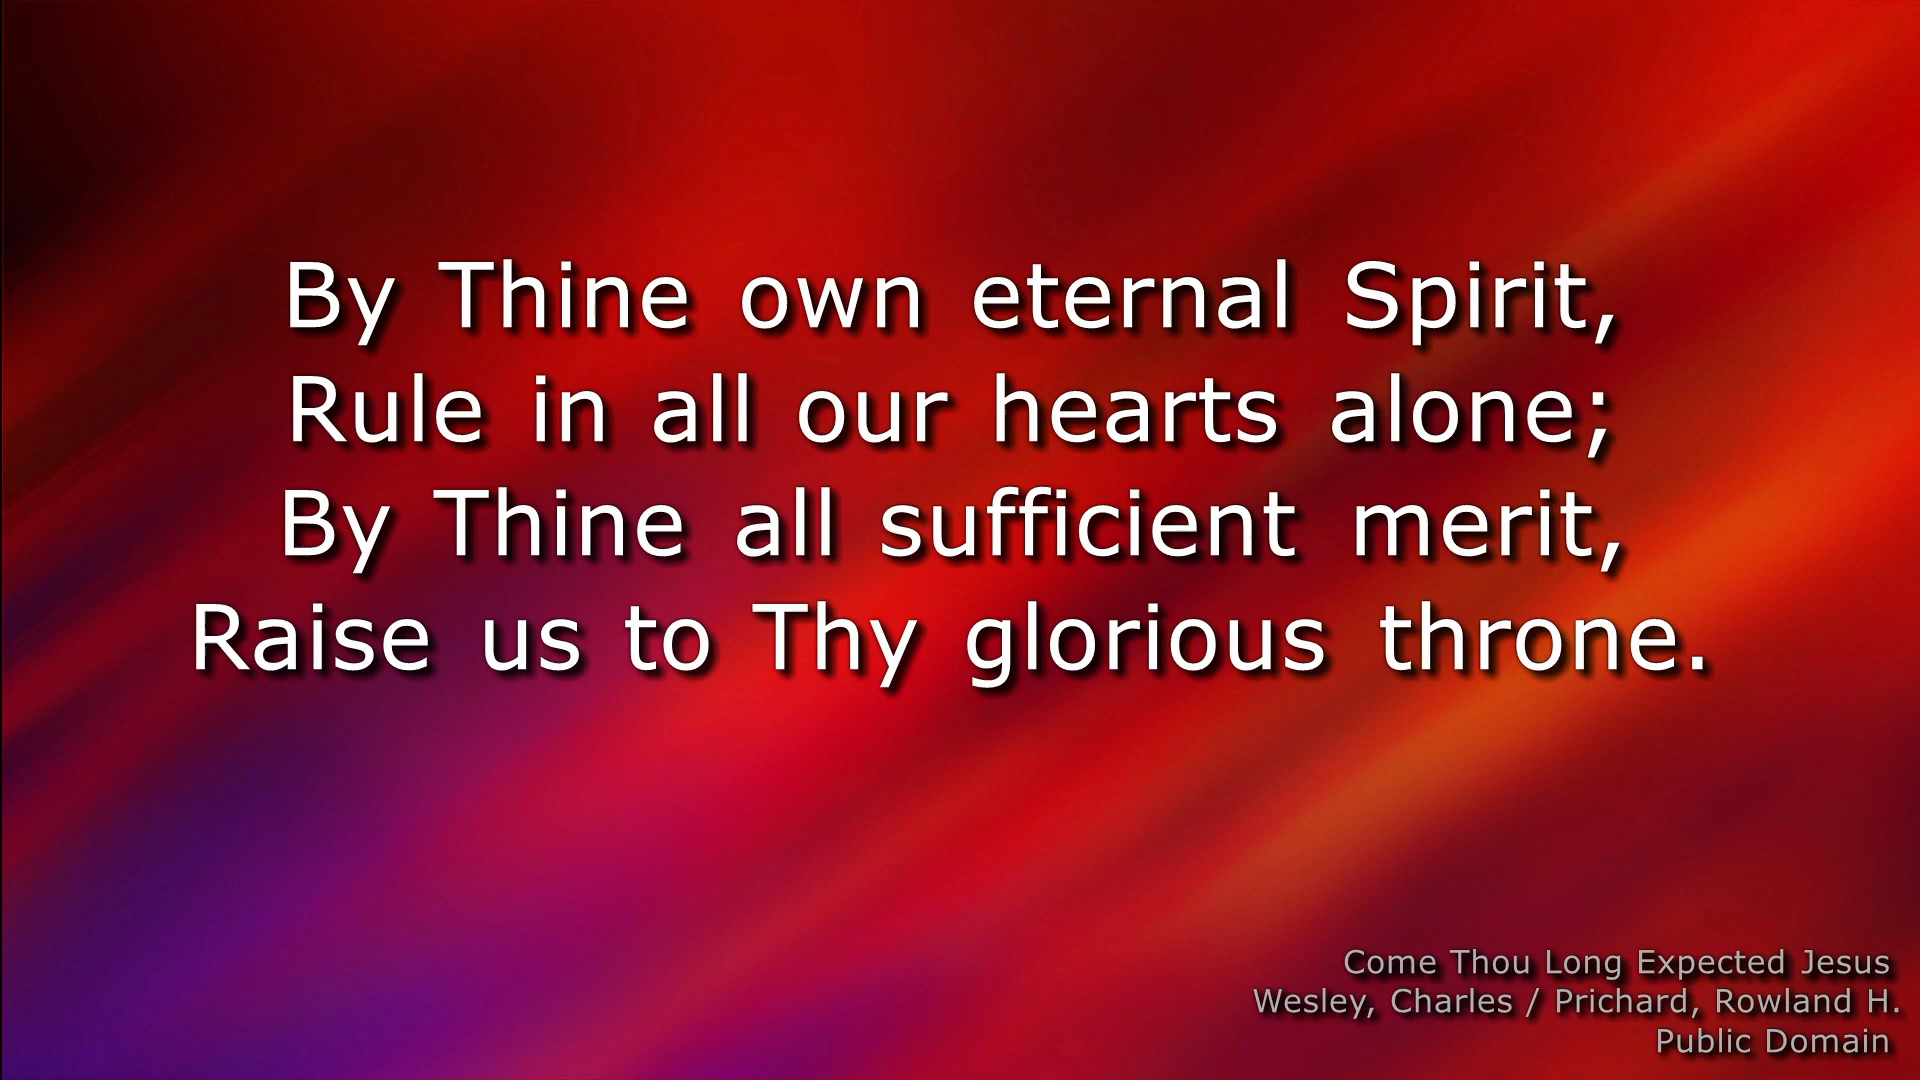 By Thine own eternal Spirit,
Rule in all our hearts alone;
By Thine all sufficient merit,
Raise us to Thy glorious throne.
Come Thou Long Expected Jesus
Wesley, Charles / Prichard, Rowland H.
Public Domain